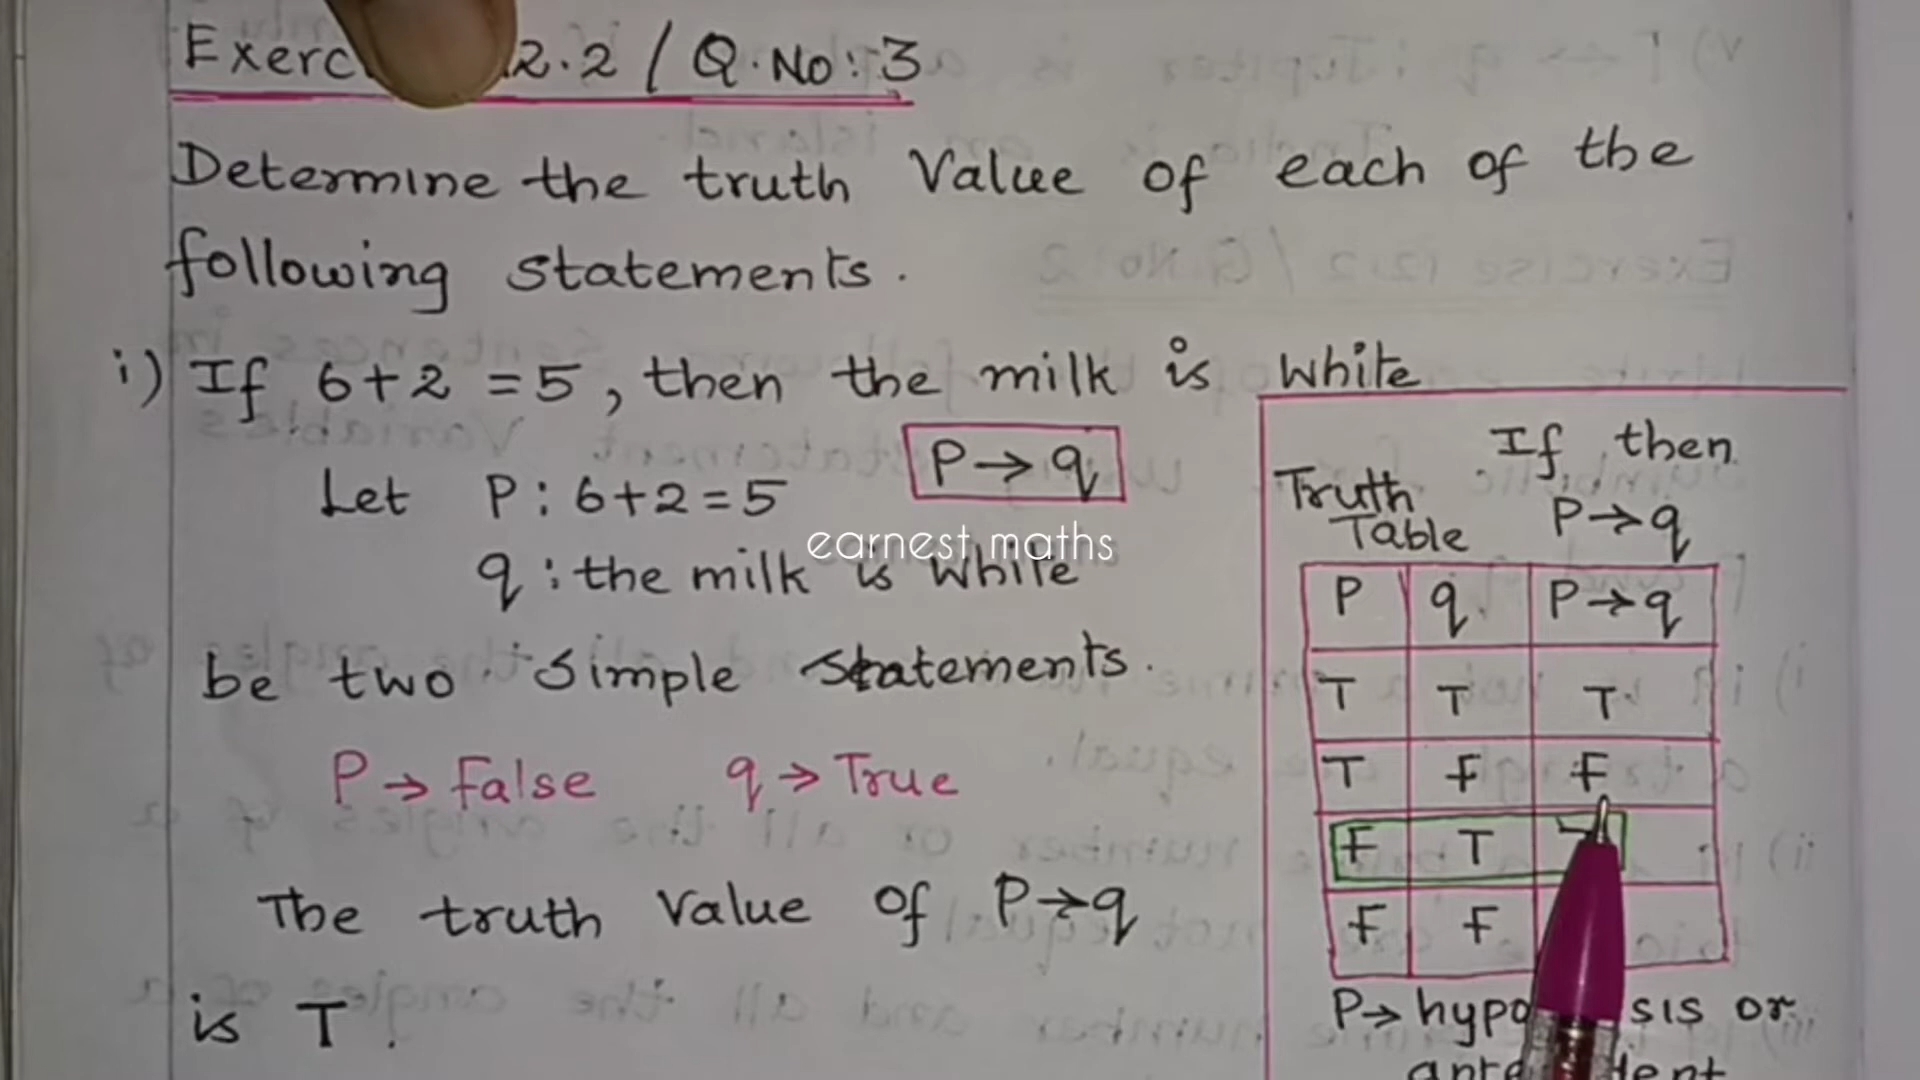 Exerc 2.2 / Q.No: 3
Determine the truth Value of each of the
following statements.
i) If 6+2 = 5, then the milk is white
P → q
Let P : 6+2 = 5
q : the milk is white
earnest maths
be two simple statements.
P → False q → True
The truth value of P → q
is T.
If then
Truth Table P → q
P q P → q
T T T
T F F
F T
F F
P → hypo sis or